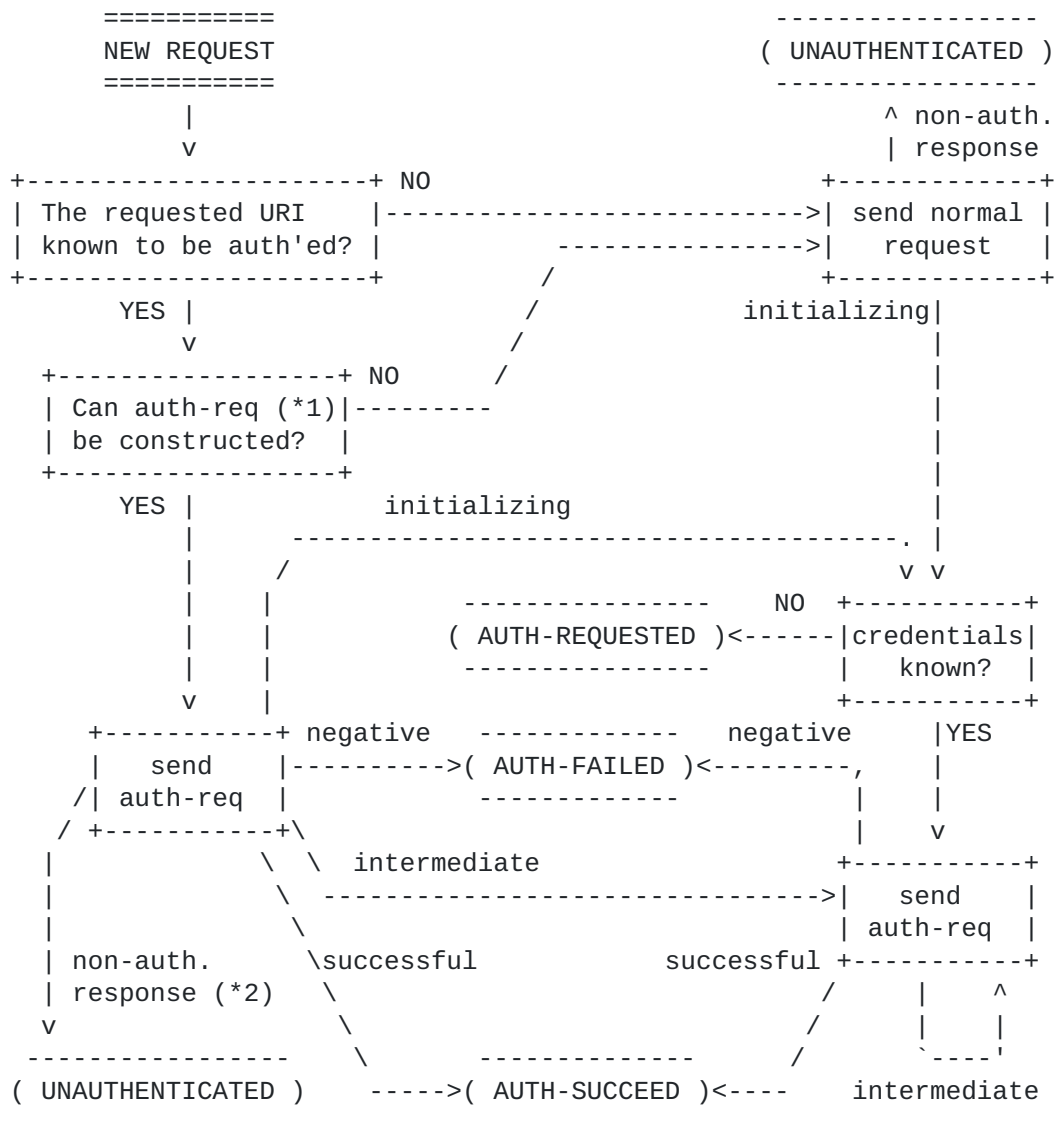 ===========                                -----------------
      NEW REQUEST                               ( UNAUTHENTICATED )
      ===========                                -----------------
           |                                            ^ non-auth.
           v                                            | response
+----------------------+ NO                         +-------------+
| The requested URI    |--------------------------->| send normal |
| known to be auth'ed? |           ---------------->|   request   |
+----------------------+          /                 +-------------+
       YES |                     /             initializing|
           v                    /                          |
  +------------------+ NO      /                           |
  | Can auth-req (*1)|---------                            |
  | be constructed?  |                                     |
  +------------------+                                     |
       YES |            initializing                       |
           |      ---------------------------------------. |
           |     /                                       v v
           |    |            ----------------    NO  +-----------+
           |    |           ( AUTH-REQUESTED )<------|credentials|
           |    |            ----------------        |   known?  |
           v    |                                    +-----------+
     +-----------+ negative   -------------   negative     |YES
     |   send    |---------->( AUTH-FAILED )<---------,    |
    /| auth-req  |            -------------           |    |
   / +-----------+\                                   |    v
  |             \  \  intermediate                   +-----------+
  |              \  -------------------------------->|   send    |
  |               \                                  | auth-req  |
  | non-auth.      \successful            successful +-----------+
  | response (*2)   \                               /     |    ^
  v                  \                             /      |    |
 -----------------    \       --------------      /       `----'
( UNAUTHENTICATED )    ----->( AUTH-SUCCEED )<----    intermediate